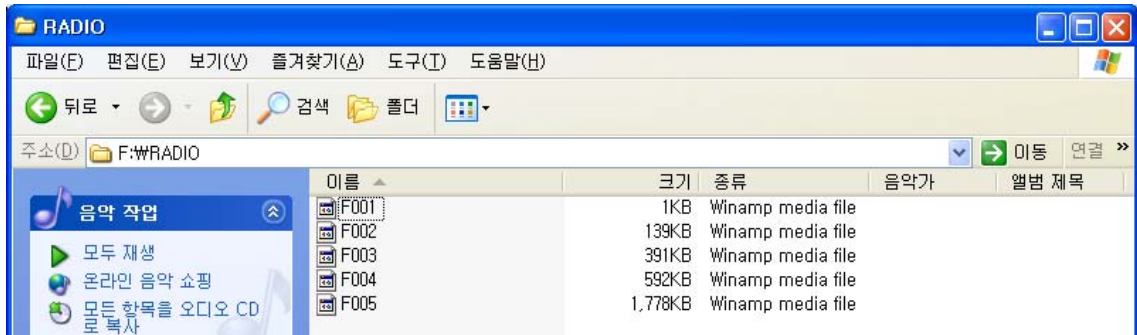 RADIO
파일(F) 편집(E) 보기(V) 즐겨찾기(A) 도구(T) 도움말(H)
뒤로 검색 폴더
주소(D) F:₩RADIO 이동 연결 »
이름 크기 종류 음악가 앨범 제목
음악 작업
모두 재생
온라인 음악 쇼핑
모든 항목을 오디오 CD
로 복사
F001 1KB Winamp media file
F002 139KB Winamp media file
F003 391KB Winamp media file
F004 592KB Winamp media file
F005 1,778KB Winamp media file